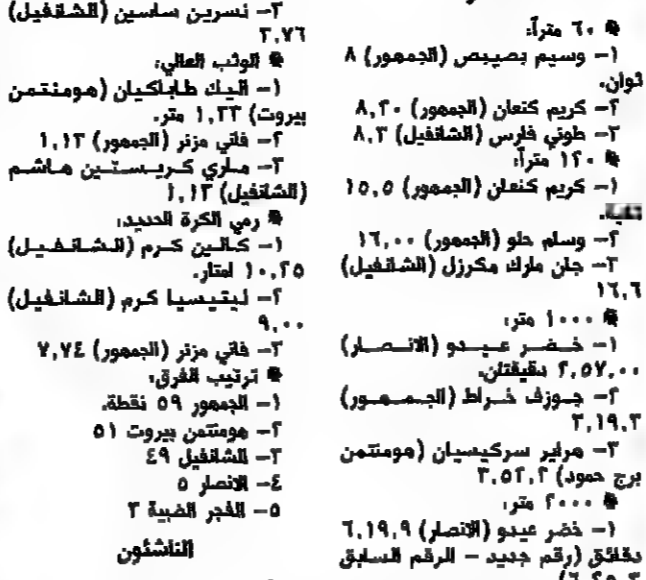 ● ٦٠ متراً:
١– وسيم بصيبص (الجمهور) ٨
ثوان.
٢– كريم كنعان (الجمهور) ٨,٢٠
٣– طوني فارس (الشانفيل) ٨,٣
● ١٢٠ متراً:
١– كريم كنعان (الجمهور) ١٥,٥
ثانية.
٢– وسام حلو (الجمهور) ١٦,٠٠
٣– جان مارك مكرزل (الشانفيل)
١٦,٦
● ١٠٠٠ متر:
١– خضر عيدو (الانصار)
٢,٥٧,٠٠ دقيقتان.
٢– جوزف خراط (الجمهور)
٣,١٩,٣
٣– هراير سركيسيان (هومنتمن
برج حمود) ٣,٥٢,٢
● ٢٠٠٠ متر:
١– خضر عيدو (الانصار) ٦,١٩,٩
دقائق (رقم جديد – الرقم السابق
٣– نسرين ساسين (الشانفيل)
٣,٧٦
● الوثب العالي:
١– اليك طاباكيان (هومنتمن
بيروت) ١,٣٣ متر.
٢– فاني مزنر (الجمهور) ١,١٣
٣– ماري كريستين هاشم
(الشانفيل) ١,١٣
● رمي الكرة الحديد:
١– كالين كرم (الشانفيل)
١٠,٢٥ امتار.
٢– ليتيسيا كرم (الشانفيل)
٩,٠٠
٣– فاني مزنر (الجمهور) ٧,٧٤
● ترتيب الفرق:
١– الجمهور ٥٩ نقطة.
٢– هومنتمن بيروت ٥١
٣– الشانفيل ٤٩
٤– الانصار ٥
٥– الفجر الضبية ٣
الناشئون